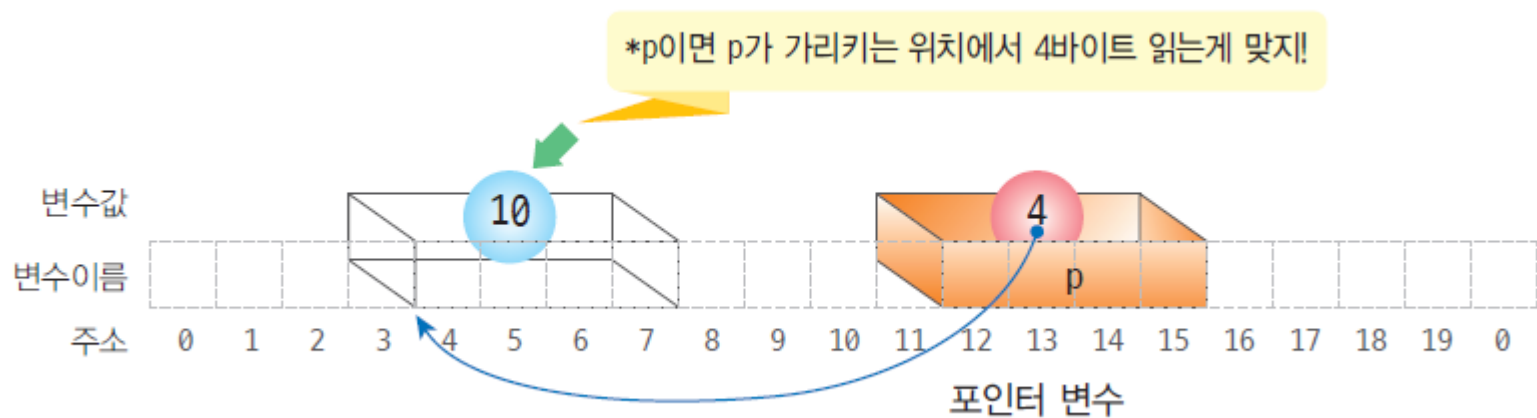 *p이면 p가 가리키는 위치에서 4바이트 읽는게 맞지!
변수값 10 4
변수이름 p
주소 0 1 2 3 4 5 6 7 8 9 10 11 12 13 14 15 16 17 18 19 0
포인터 변수